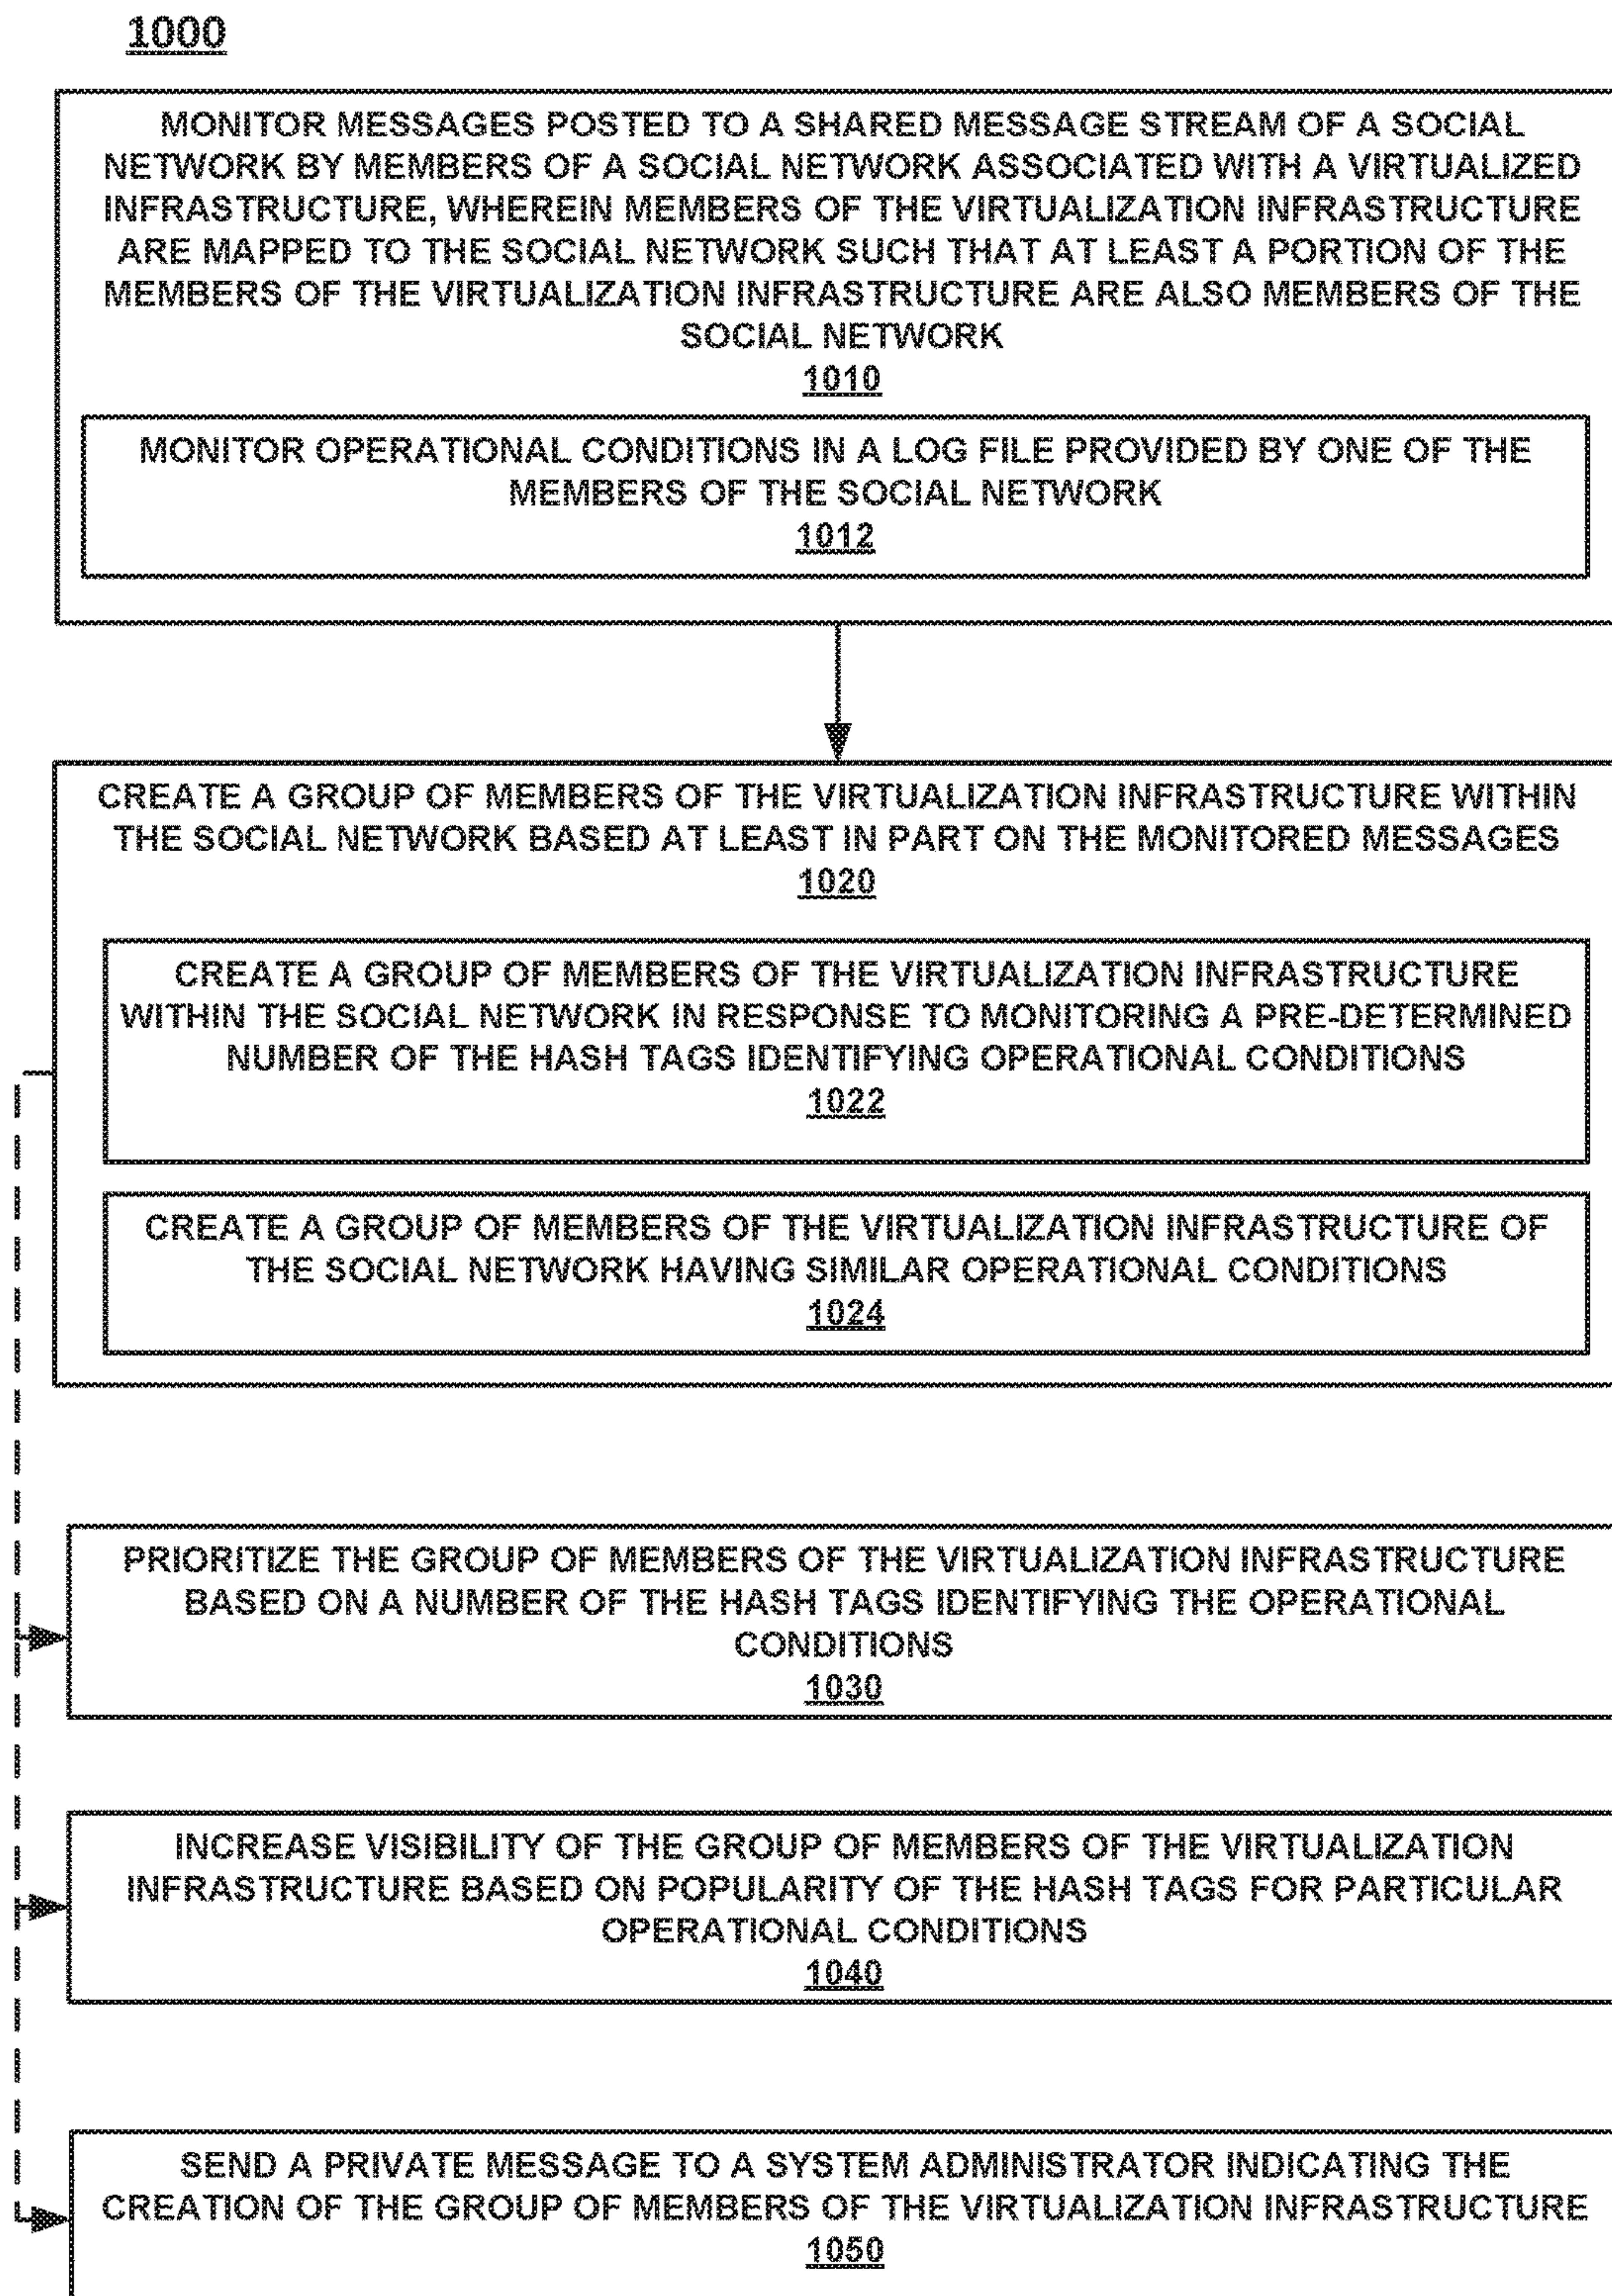 1000
MONITOR MESSAGES POSTED TO A SHARED MESSAGE STREAM OF A SOCIAL
NETWORK BY MEMBERS OF A SOCIAL NETWORK ASSOCIATED WITH A VIRTUALIZED
INFRASTRUCTURE, WHEREIN MEMBERS OF THE VIRTUALIZATION INFRASTRUCTURE
ARE MAPPED TO THE SOCIAL NETWORK SUCH THAT AT LEAST A PORTION OF THE
MEMBERS OF THE VIRTUALIZATION INFRASTRUCTURE ARE ALSO MEMBERS OF THE
SOCIAL NETWORK
1010
MONITOR OPERATIONAL CONDITIONS IN A LOG FILE PROVIDED BY ONE OF THE
MEMBERS OF THE SOCIAL NETWORK
1012
CREATE A GROUP OF MEMBERS OF THE VIRTUALIZATION INFRASTRUCTURE WITHIN
THE SOCIAL NETWORK BASED AT LEAST IN PART ON THE MONITORED MESSAGES
1020
CREATE A GROUP OF MEMBERS OF THE VIRTUALIZATION INFRASTRUCTURE
WITHIN THE SOCIAL NETWORK IN RESPONSE TO MONITORING A PRE-DETERMINED
NUMBER OF THE HASH TAGS IDENTIFYING OPERATIONAL CONDITIONS
1022
CREATE A GROUP OF MEMBERS OF THE VIRTUALIZATION INFRASTRUCTURE OF
THE SOCIAL NETWORK HAVING SIMILAR OPERATIONAL CONDITIONS
1024
PRIORITIZE THE GROUP OF MEMBERS OF THE VIRTUALIZATION INFRASTRUCTURE
BASED ON A NUMBER OF THE HASH TAGS IDENTIFYING THE OPERATIONAL
CONDITIONS
1030
INCREASE VISIBILITY OF THE GROUP OF MEMBERS OF THE VIRTUALIZATION
INFRASTRUCTURE BASED ON POPULARITY OF THE HASH TAGS FOR PARTICULAR
OPERATIONAL CONDITIONS
1040
SEND A PRIVATE MESSAGE TO A SYSTEM ADMINISTRATOR INDICATING THE
CREATION OF THE GROUP OF MEMBERS OF THE VIRTUALIZATION INFRASTRUCTURE
1050